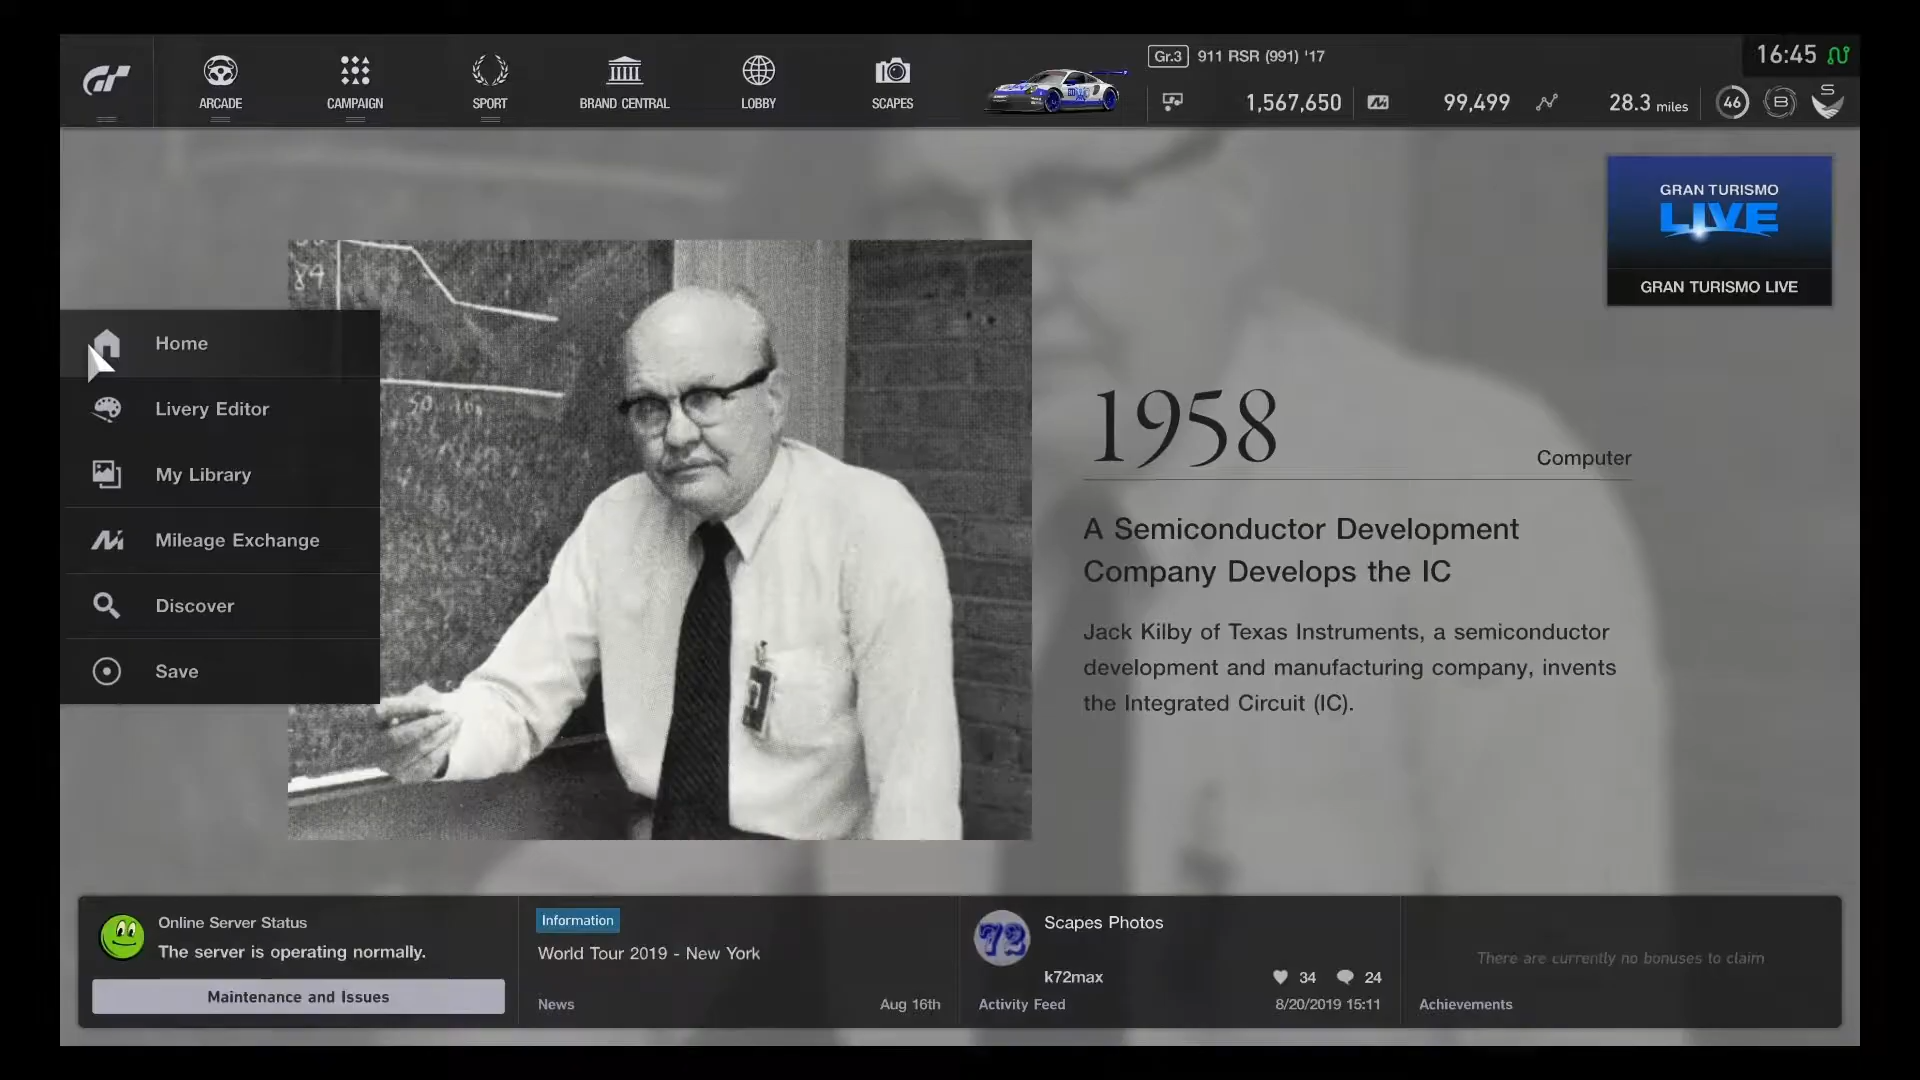 ARCADE
CAMPAIGN
SPORT
BRAND CENTRAL
LOBBY
SCAPES
Gr.3 911 RSR (991) '17
1,567,650
99,499
28.3 miles
16:45
46
B
S
GRAN TURISMO
LIVE
GRAN TURISMO LIVE
84
Home
Livery Editor
My Library
Mileage Exchange
Discover
Save
1958
Computer
A Semiconductor Development
Company Develops the IC
Jack Kilby of Texas Instruments, a semiconductor
development and manufacturing company, invents
the Integrated Circuit (IC).
Online Server Status
The server is operating normally.
Maintenance and Issues
Information
World Tour 2019 - New York
News
Aug 16th
72
Scapes Photos
k72max
34
24
Activity Feed
8/20/2019 15:11
There are currently no bonuses to claim
Achievements